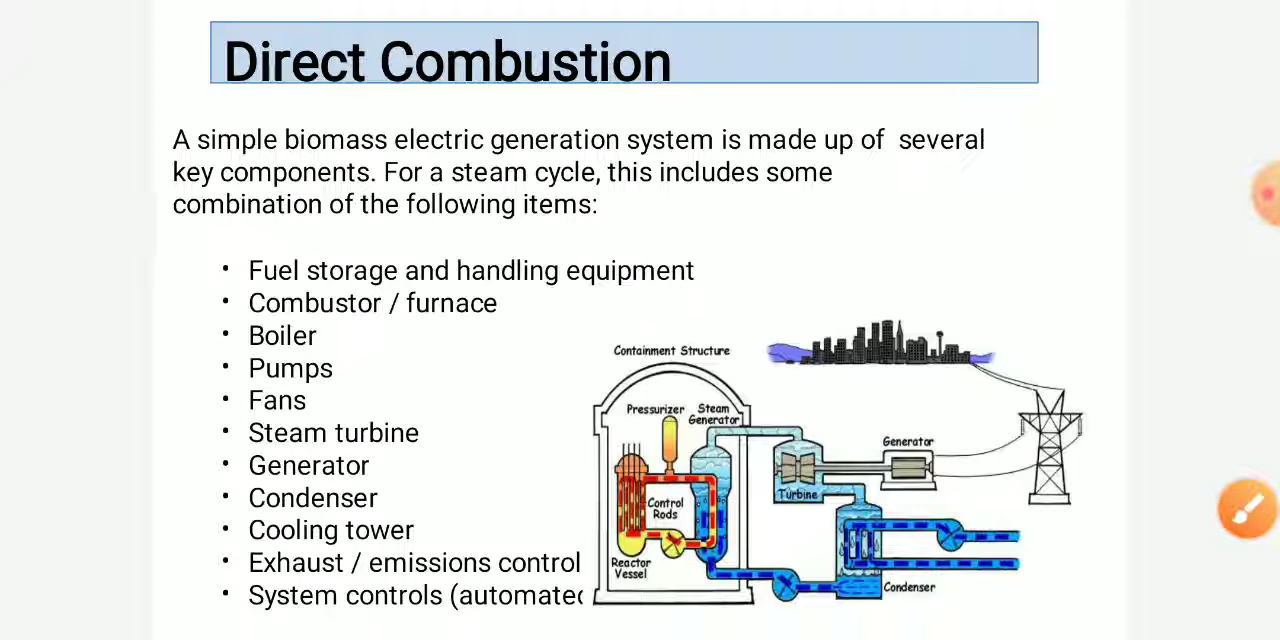 Direct Combustion
A simple biomass electric generation system is made up of several
key components. For a steam cycle, this includes some
combination of the following items:
• Fuel storage and handling equipment
• Combustor / furnace
• Boiler
• Pumps
• Fans
• Steam turbine
• Generator
• Condenser
• Cooling tower
• Exhaust / emissions control
• System controls (automated
Containment Structure
Pressurizer
Steam
Generator
Control
Rods
Reactor
Vessel
Turbine
Generator
Condenser